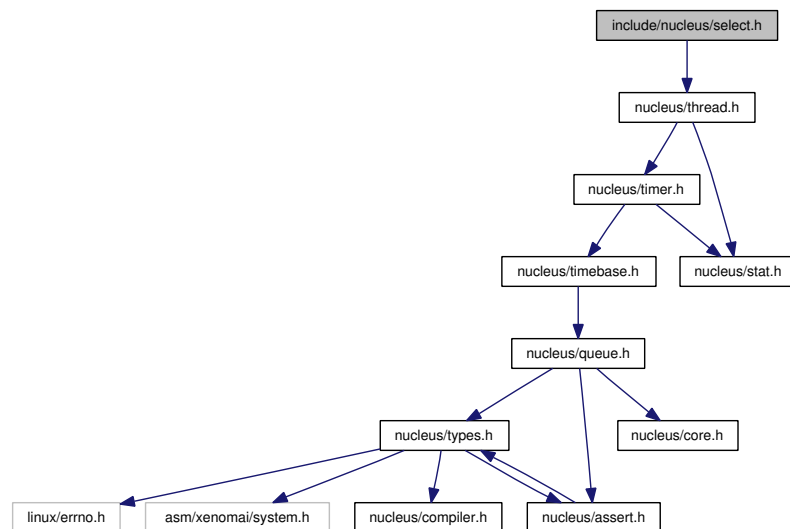 include/nucleus/select.h
nucleus/thread.h
nucleus/timer.h
nucleus/timebase.h
nucleus/stat.h
nucleus/queue.h
nucleus/types.h
nucleus/core.h
linux/errno.h
asm/xenomai/system.h
nucleus/compiler.h
nucleus/assert.h